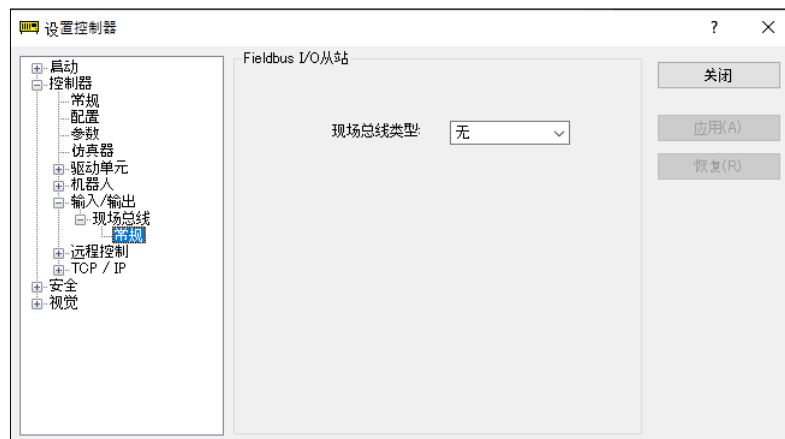 设置控制器
? ×
启动
控制器
常规
配置
参数
仿真器
驱动单元
机器人
输入/输出
现场总线
常规
远程控制
TCP / IP
安全
视觉
Fieldbus I/O从站
现场总线类型:
无
关闭
应用(A)
恢复(R)